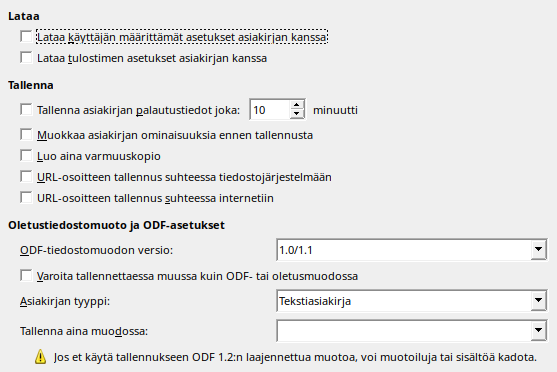 Lataa
Lataa käyttäjän määrittämät asetukset asiakirjan kanssa
Lataa tulostimen asetukset asiakirjan kanssa
Tallenna
Tallenna asiakirjan palautustiedot joka: 10 minuutti
Muokkaa asiakirjan ominaisuuksia ennen tallennusta
Luo aina varmuuskopio
URL-osoitteen tallennus suhteessa tiedostojärjestelmään
URL-osoitteen tallennus suhteessa internetiin
Oletustiedostomuoto ja ODF-asetukset
ODF-tiedostomuodon versio: 1.0/1.1
Varoita tallennettaessa muussa kuin ODF- tai oletusmuodossa
Asiakirjan tyyppi: Tekstiasiakirja
Tallenna aina muodossa:
Jos et käytä tallennukseen ODF 1.2:n laajennettua muotoa, voi muotoiluja tai sisältöä kadota.